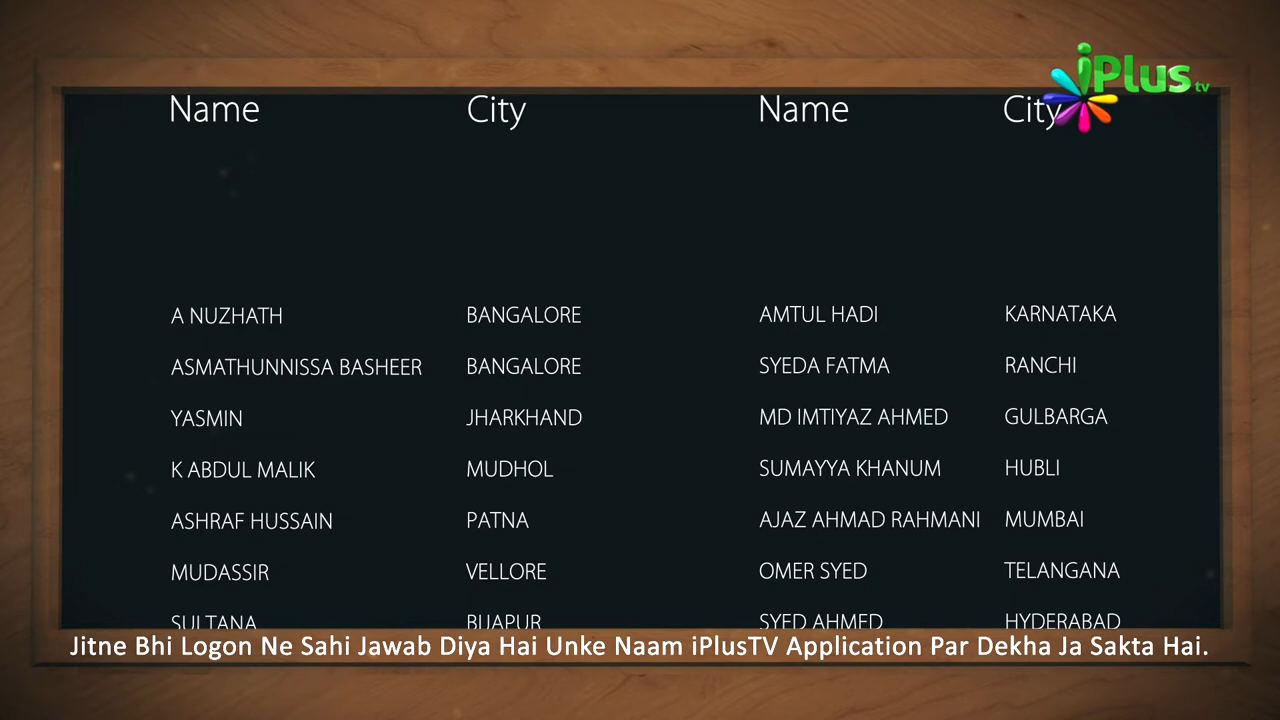 iPlus tv
Name City Name City
A NUZHATH BANGALORE AMTUL HADI KARNATAKA
ASMATHUNNISSA BASHEER BANGALORE SYEDA FATMA RANCHI
YASMIN JHARKHAND MD IMTIYAZ AHMED GULBARGA
K ABDUL MALIK MUDHOL SUMAYYA KHANUM HUBLI
ASHRAF HUSSAIN PATNA AJAZ AHMAD RAHMANI MUMBAI
MUDASSIR VELLORE OMER SYED TELANGANA
SULTANA BIJAPUR SYED AHMED HYDERABAD
Jitne Bhi Logon Ne Sahi Jawab Diya Hai Unke Naam iPlusTV Application Par Dekha Ja Sakta Hai.